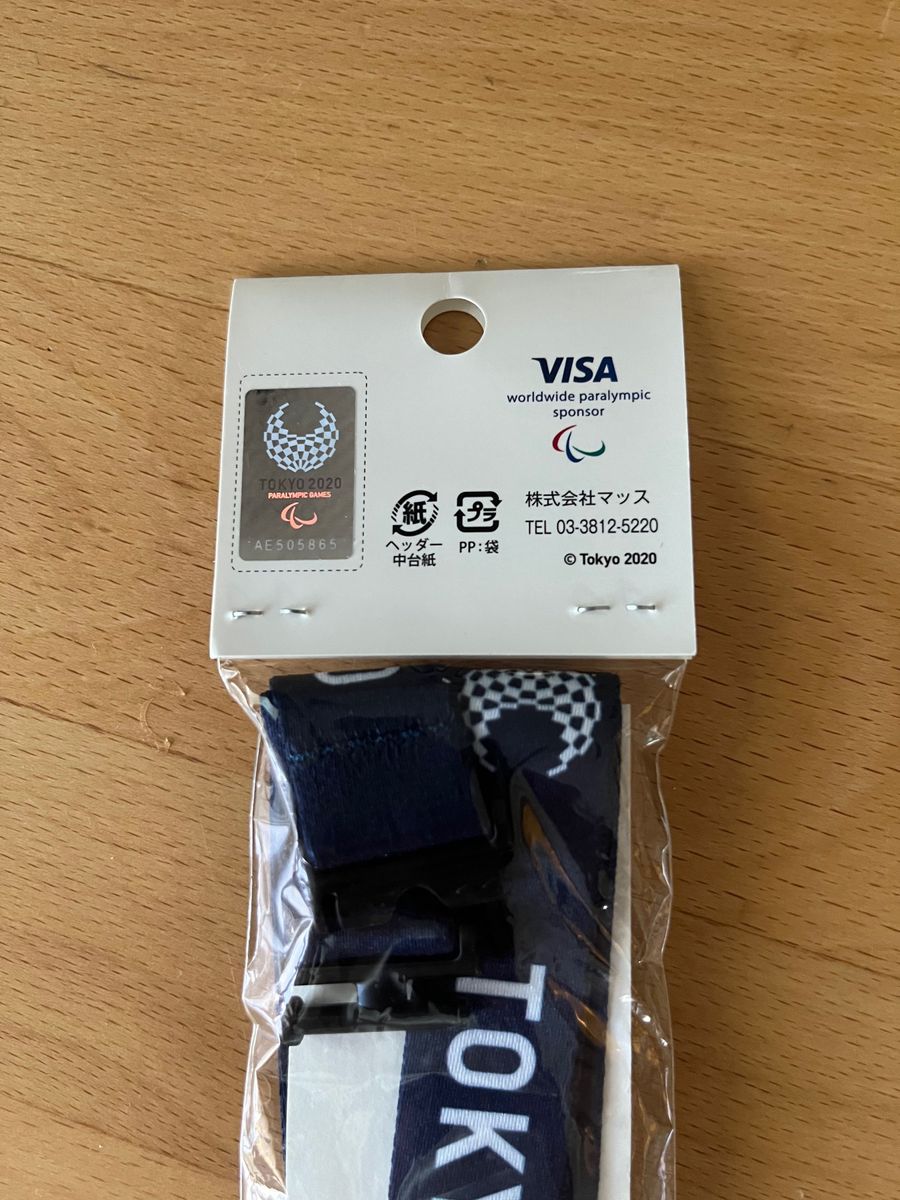 VISA
worldwide paralympic
sponsor
TOKYO 2020
PARALYMPIC GAMES
AE505865
紙
ヘッダー
中台紙
プラ
PP:袋
株式会社マッス
TEL 03-3812-5220
© Tokyo 2020
TOKY